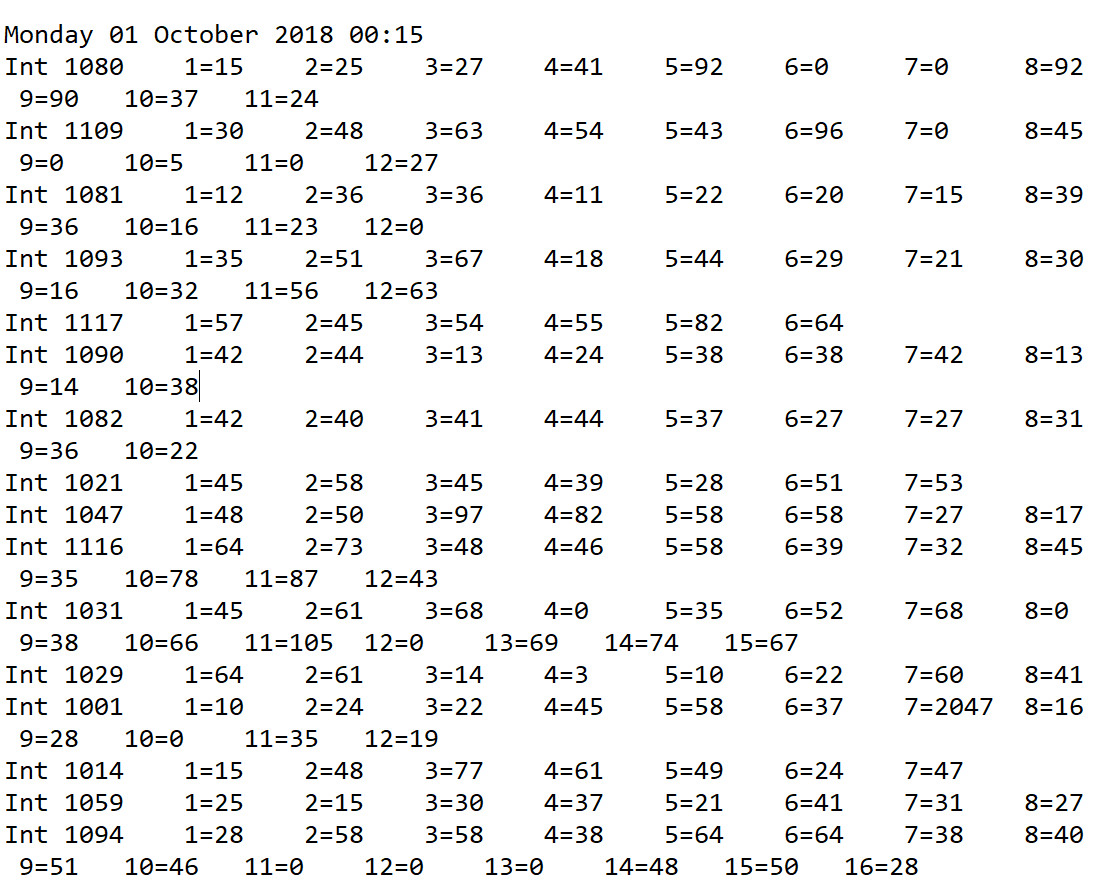 Monday 01 October 2018 00:15
Int 1080    1=15    2=25    3=27    4=41    5=92    6=0     7=0     8=92
 9=90   10=37   11=24
Int 1109    1=30    2=48    3=63    4=54    5=43    6=96    7=0     8=45
 9=0    10=5    11=0    12=27
Int 1081    1=12    2=36    3=36    4=11    5=22    6=20    7=15    8=39
 9=36   10=16   11=23   12=0
Int 1093    1=35    2=51    3=67    4=18    5=44    6=29    7=21    8=30
 9=16   10=32   11=56   12=63
Int 1117    1=57    2=45    3=54    4=55    5=82    6=64
Int 1090    1=42    2=44    3=13    4=24    5=38    6=38    7=42    8=13
 9=14   10=38
Int 1082    1=42    2=40    3=41    4=44    5=37    6=27    7=27    8=31
 9=36   10=22
Int 1021    1=45    2=58    3=45    4=39    5=28    6=51    7=53
Int 1047    1=48    2=50    3=97    4=82    5=58    6=58    7=27    8=17
Int 1116    1=64    2=73    3=48    4=46    5=58    6=39    7=32    8=45
 9=35   10=78   11=87   12=43
Int 1031    1=45    2=61    3=68    4=0     5=35    6=52    7=68    8=0
 9=38   10=66   11=105  12=0    13=69   14=74   15=67
Int 1029    1=64    2=61    3=14    4=3     5=10    6=22    7=60    8=41
Int 1001    1=10    2=24    3=22    4=45    5=58    6=37    7=2047  8=16
 9=28   10=0    11=35   12=19
Int 1014    1=15    2=48    3=77    4=61    5=49    6=24    7=47
Int 1059    1=25    2=15    3=30    4=37    5=21    6=41    7=31    8=27
Int 1094    1=28    2=58    3=58    4=38    5=64    6=64    7=38    8=40
 9=51   10=46   11=0    12=0    13=0    14=48   15=50   16=28